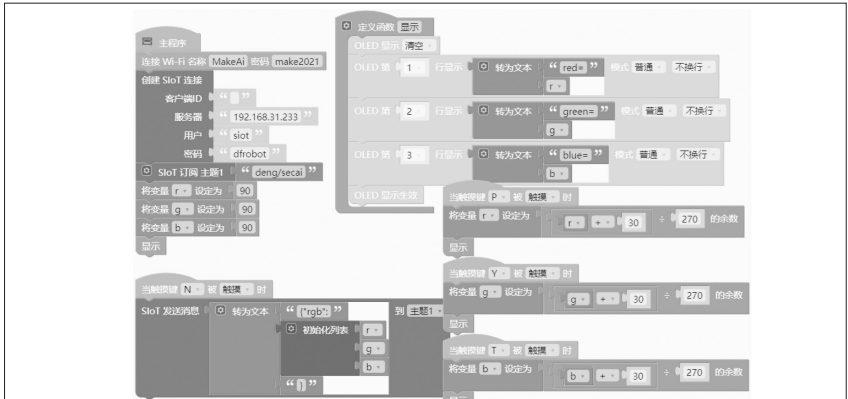 主程序
连接 Wi-Fi 名称 MakeAi 密码 make2021
创建 SIoT 连接
客户端ID “ ”
服务器 “ 192.168.31.233 ”
用户 “ siot ”
密码 “ dfrobot ”
SIoT 订阅 主题1 “ deng/secai ”
将变量 r 设定为 90
将变量 g 设定为 90
将变量 b 设定为 90
显示
当触摸键 N 被 触摸 时
SIoT 发送消息 转为文本 “ {"rgb": ” 到 主题1
初始化列表 r
g
b
“ } ”
定义函数 显示
OLED 显示 清空
OLED 第 1 行显示 转为文本 “ red= ” 模式 普通 不换行
r
OLED 第 2 行显示 转为文本 “ green= ” 模式 普通 不换行
g
OLED 第 3 行显示 转为文本 “ blue= ” 模式 普通 不换行
b
OLED 显示生效
当触摸键 P 被 触摸 时
将变量 r 设定为 r + 30 ÷ 270 的余数
显示
当触摸键 Y 被 触摸 时
将变量 g 设定为 g + 30 ÷ 270 的余数
显示
当触摸键 T 被 触摸 时
将变量 b 设定为 b + 30 ÷ 270 的余数